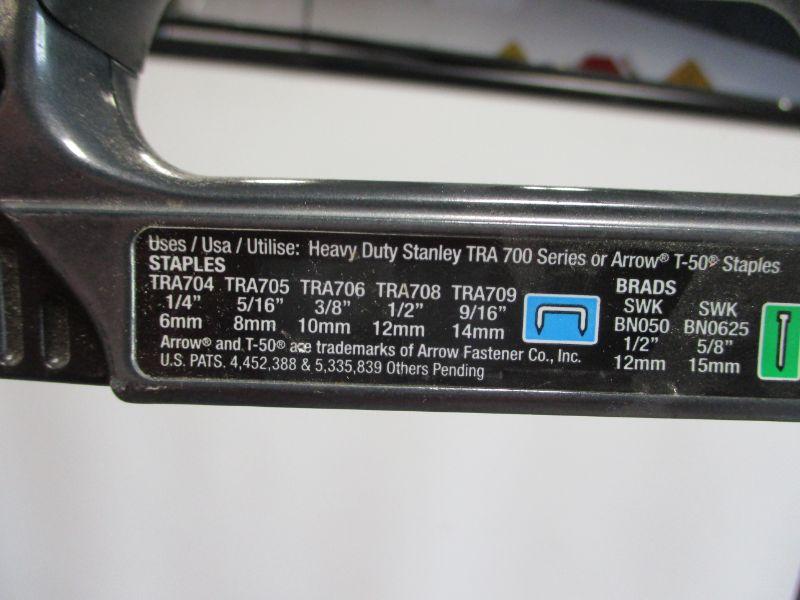 Uses / Usa / Utilise: Heavy Duty Stanley TRA 700 Series or Arrow® T-50® Staples
STAPLES
TRA704 TRA705 TRA706 TRA708 TRA709
1/4” 5/16” 3/8” 1/2” 9/16”
6mm 8mm 10mm 12mm 14mm
BRADS
SWK SWK
BN050 BN0625
1/2” 5/8”
12mm 15mm
Arrow® and T-50® are trademarks of Arrow Fastener Co., Inc.
U.S. PATS. 4,452,388 & 5,335,839 Others Pending